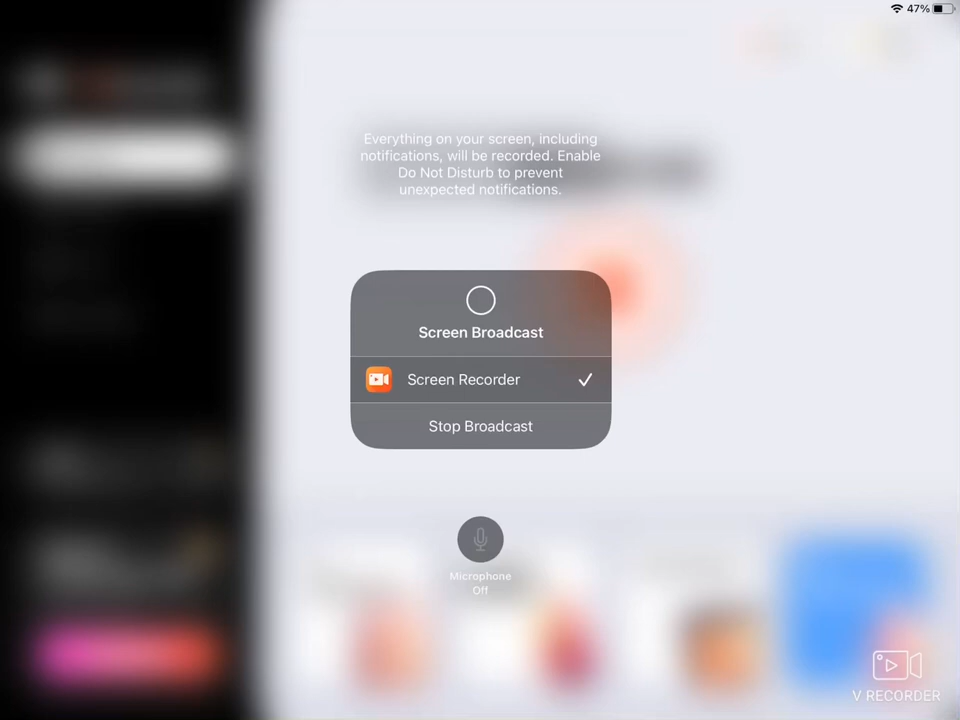 47%
Everything on your screen, including
notifications, will be recorded. Enable
Do Not Disturb to prevent
unexpected notifications.
Screen Broadcast
Screen Recorder
Stop Broadcast
Microphone
Off
V RECORDER